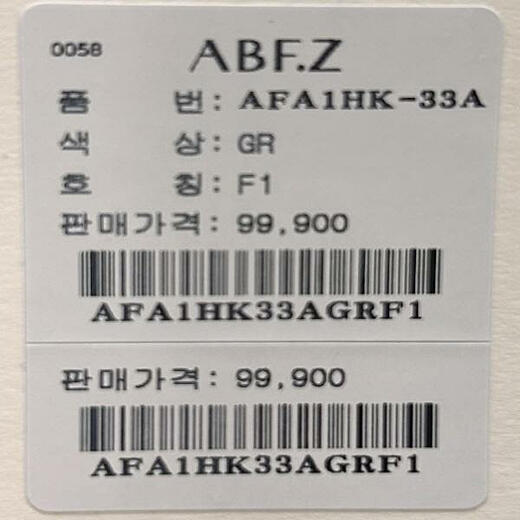 0058 ABF.Z
품 번: AFA1HK-33A
색 상: GR
호 칭: F1
판매가격: 99,900
AFA1HK33AGRF1
판매가격: 99,900
AFA1HK33AGRF1